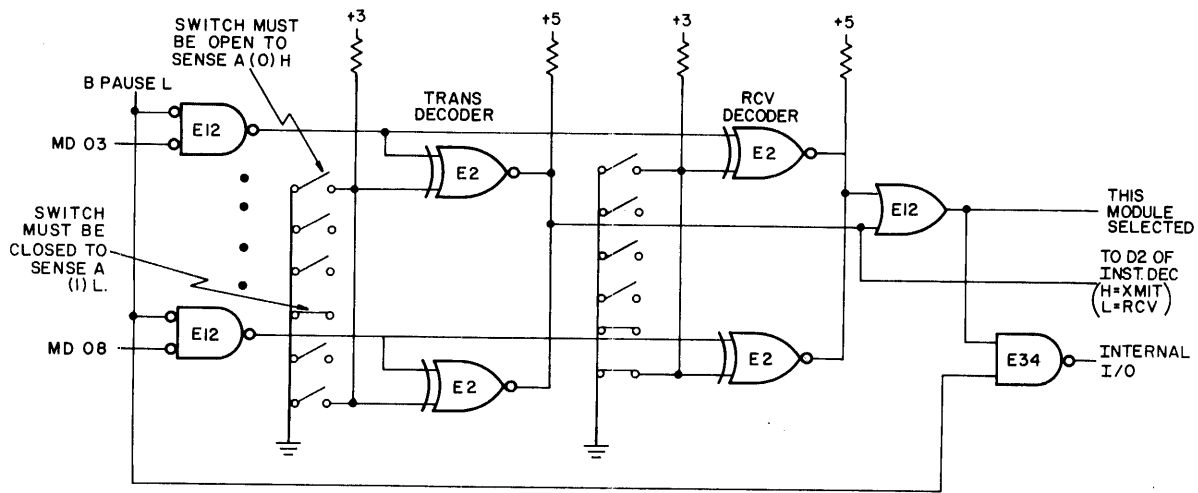 SWITCH MUST
BE OPEN TO
SENSE A (0) H
+3
+5
+3
+5
B PAUSE L
TRANS
DECODER
RCV
DECODER
E12
MD 03
E2
E2
SWITCH
MUST BE
CLOSED TO
SENSE A
(1) L.
E12
THIS
MODULE
SELECTED
TO D2 OF
INST. DEC
(H=XMIT)
(L=RCV)
E12
MD 08
E2
E2
E34
INTERNAL
I/O